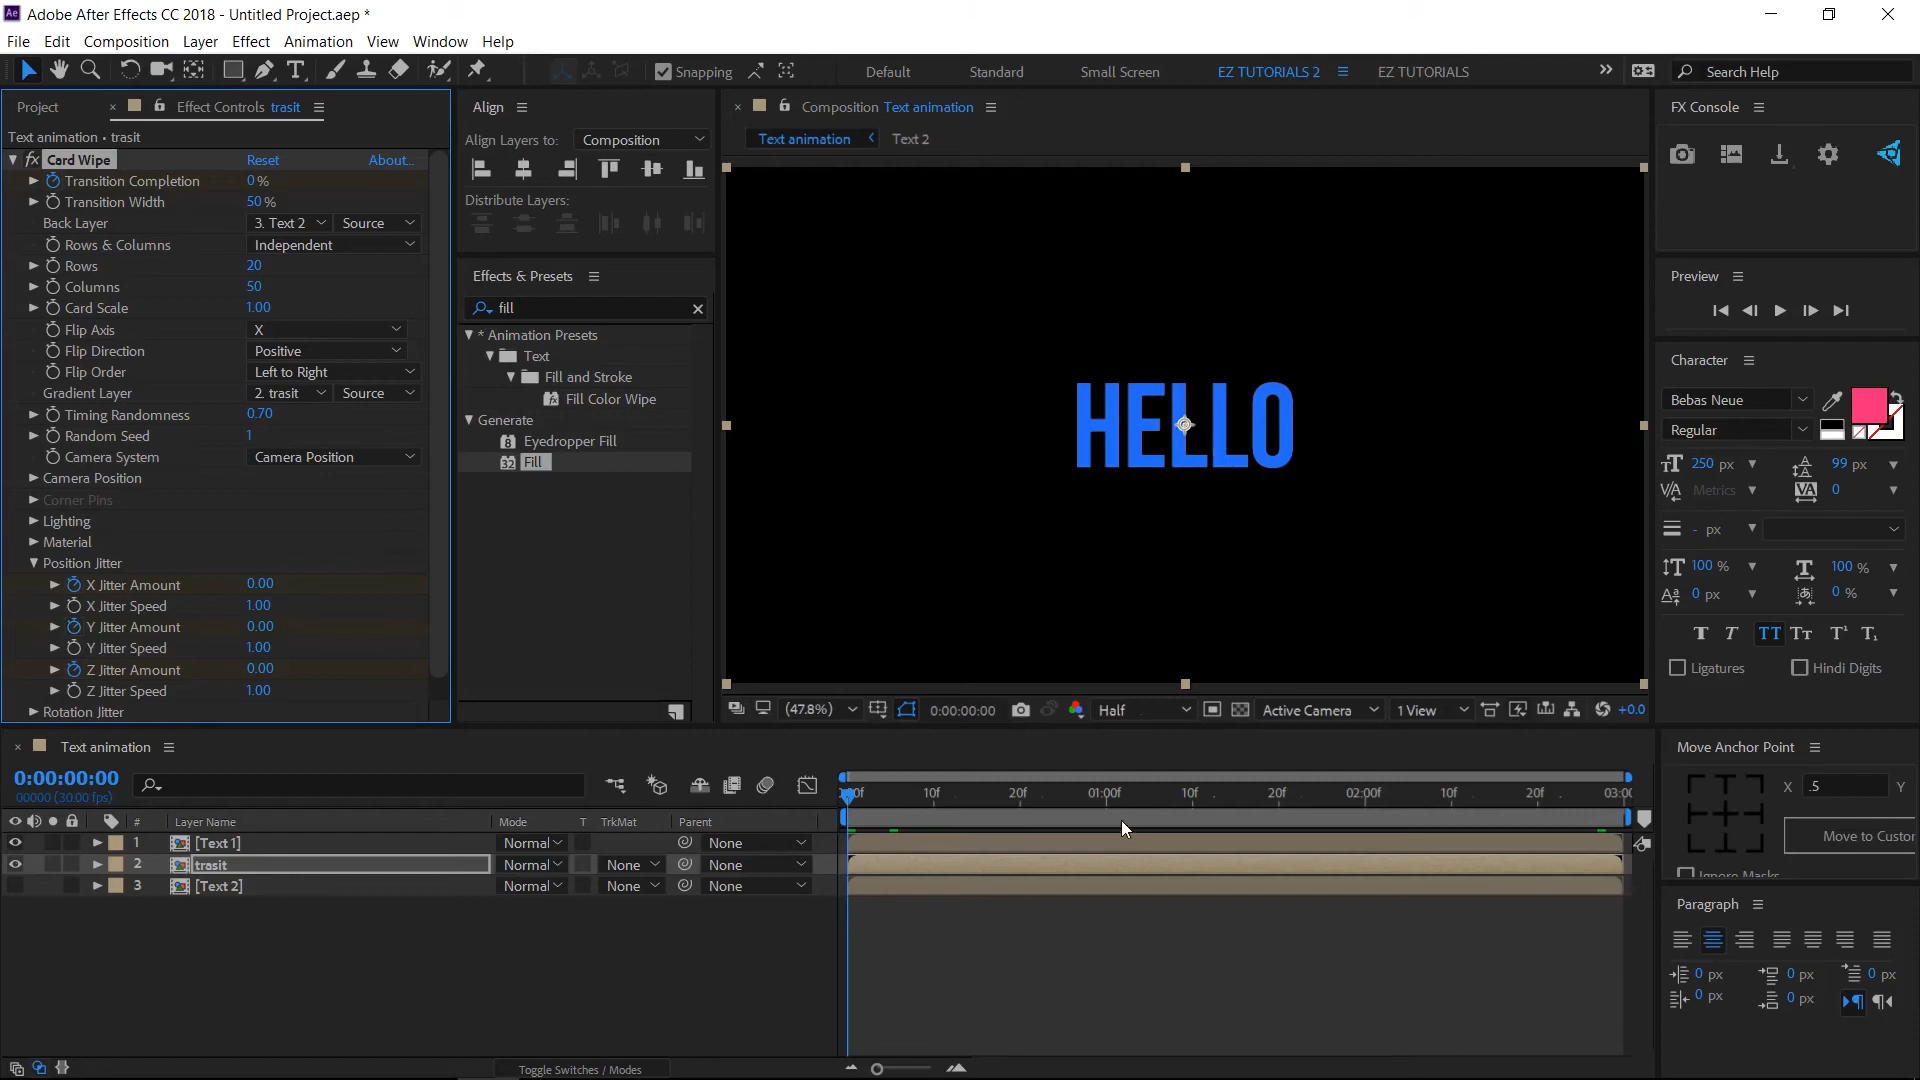 Adobe After Effects CC 2018 - Untitled Project.aep *
File Edit Composition Layer Effect Animation View Window Help
Snapping Default Standard Small Screen EZ TUTORIALS 2 EZ TUTORIALS Search Help
Project Effect Controls trasit
Text animation • trasit
fx Card Wipe Reset About...
Transition Completion 0 %
Transition Width 50 %
Back Layer 3. Text 2 Source
Rows & Columns Independent
Rows 20
Columns 50
Card Scale 1.00
Flip Axis X
Flip Direction Positive
Flip Order Left to Right
Gradient Layer 2. trasit Source
Timing Randomness 0.70
Random Seed 1
Camera System Camera Position
Camera Position
Corner Pins
Lighting
Material
Position Jitter
X Jitter Amount 0.00
X Jitter Speed 1.00
Y Jitter Amount 0.00
Y Jitter Speed 1.00
Z Jitter Amount 0.00
Z Jitter Speed 1.00
Rotation Jitter
Align
Align Layers to: Composition
Distribute Layers:
Effects & Presets
fill
* Animation Presets
Text
Fill and Stroke
Fill Color Wipe
Generate
Eyedropper Fill
Fill
Composition Text animation
Text animation Text 2
HELLO
(47.8%) 0:00:00:00 Half Active Camera 1 View +0.0
FX Console
Preview
Character
Bebas Neue
Regular
250 px 99 px
Metrics 0
- px
100 % 100 %
0 px 0 %
Ligatures Hindi Digits
Text animation
0:00:00:00
00000 (30.00 fps)
10f 20f 01:00f 10f 20f 02:00f 10f 20f
# Layer Name Mode T TrkMat Parent
1 [Text 1] Normal None
2 trasit Normal None None
3 [Text 2] Normal None None
Toggle Switches / Modes
Move Anchor Point
X .5 Y
Move to Custor
Ignore Masks
Paragraph
0 px 0 px 0 px
0 px 0 px